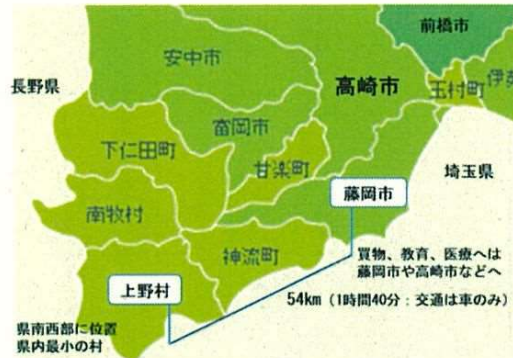 前橋市
長野県
安中市
高崎市
玉村町
富岡市
下仁田町
甘楽町
埼玉県
藤岡市
南牧村
神流町
買物、教育、医療へは
藤岡市や高崎市などへ
上野村
54km（1時間40分：交通は車のみ）
県南西部に位置
県内最小の村